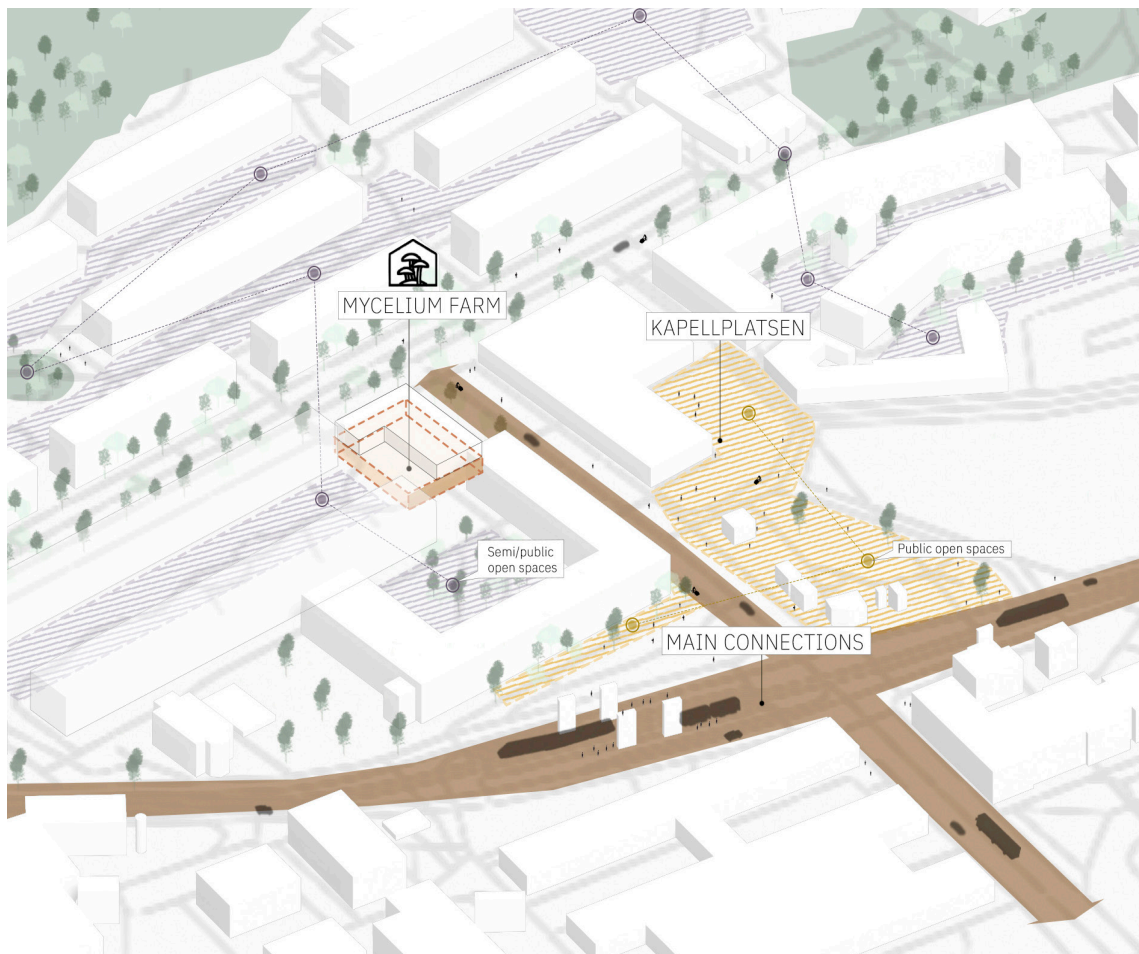 MYCELIUM FARM
KAPELLPLATSEN
Semi/public
open spaces
Public open spaces
MAIN CONNECTIONS